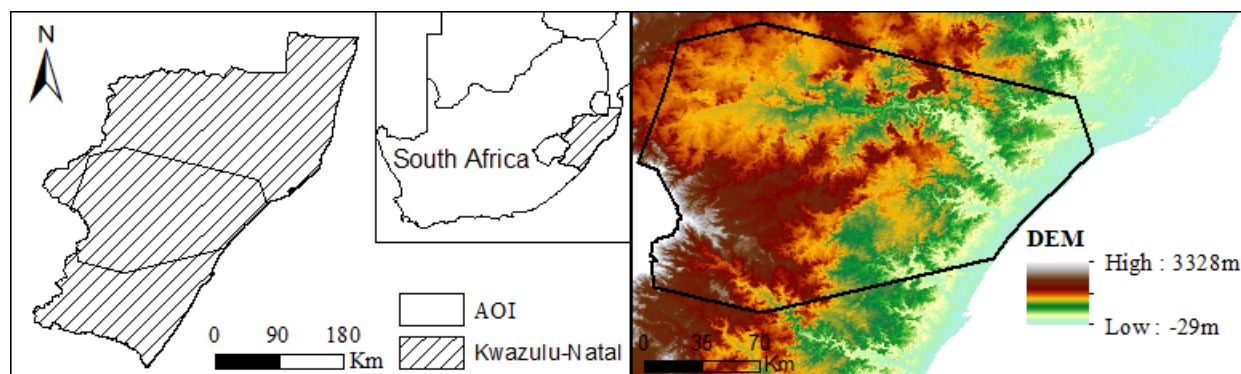 N
South Africa
AOI
Kwazulu-Natal
0 90 180
Km
DEM
High : 3328m
Low : -29m
0 35 70
Km